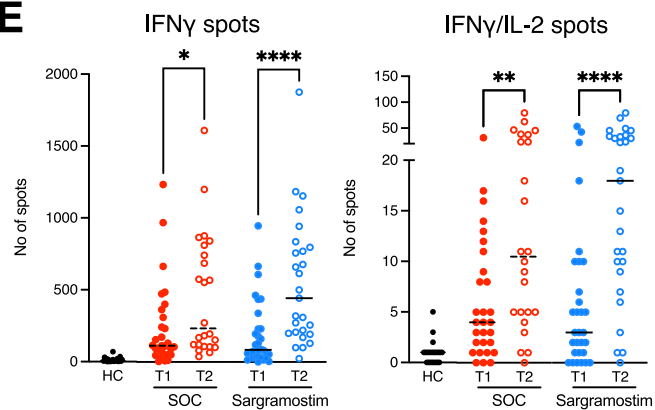 E
IFNγ spots
IFNγ/IL-2 spots
No of spots
2000
1500
1000
500
0
*
****
HC
T1
T2
T1
T2
SOC
Sargramostim
No of spots
150
100
50
20
15
10
5
0
**
****
HC
T1
T2
T1
T2
SOC
Sargramostim